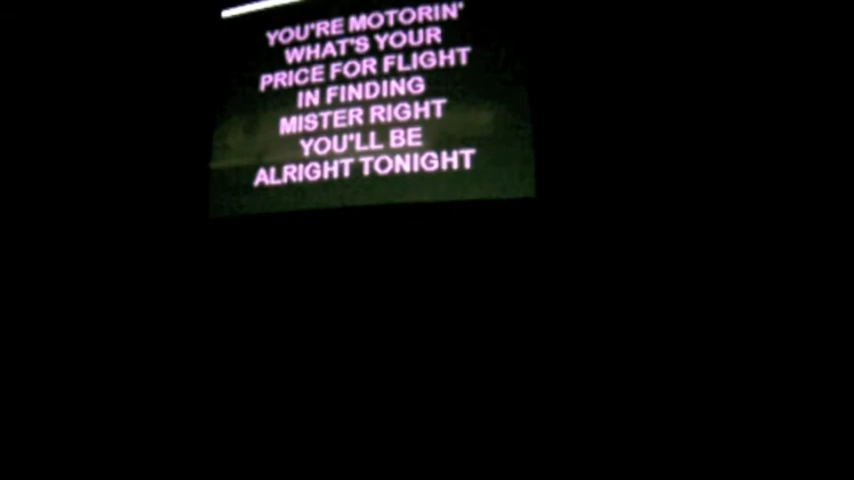 YOU'RE MOTORIN'
WHAT'S YOUR
PRICE FOR FLIGHT
IN FINDING
MISTER RIGHT
YOU'LL BE
ALRIGHT TONIGHT